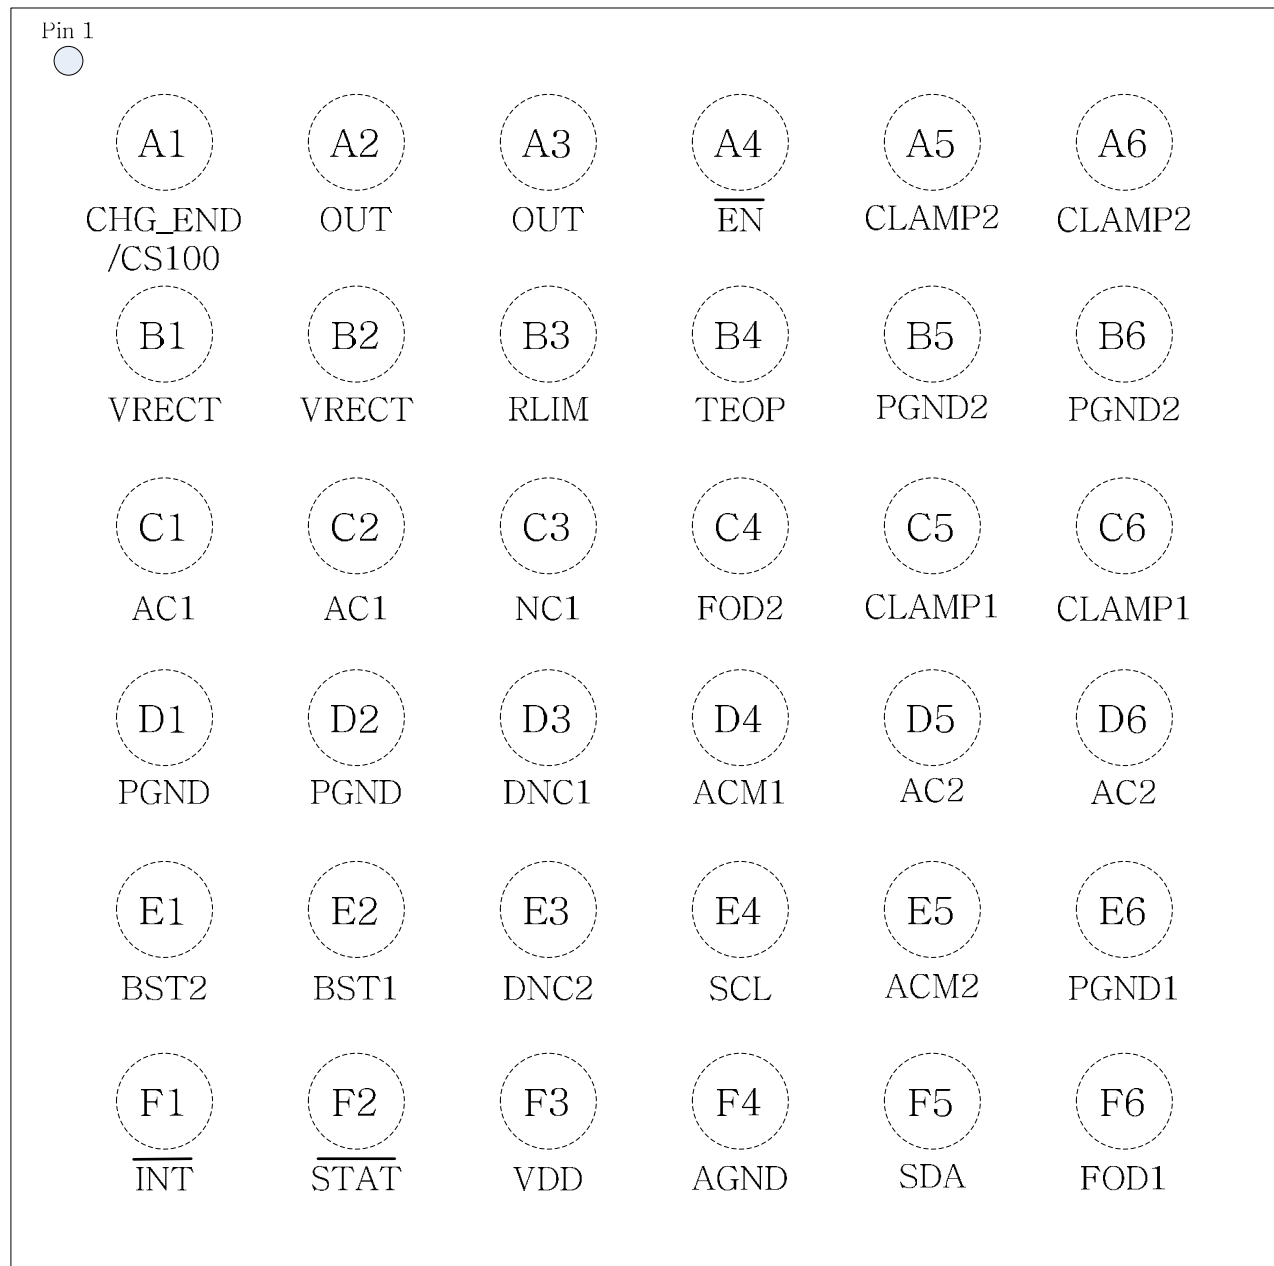 Pin 1
A1 A2 A3 A4 A5 A6
CHG_END OUT OUT E̅N̅ CLAMP2 CLAMP2
/CS100
B1 B2 B3 B4 B5 B6
VRECT VRECT RLIM TEOP PGND2 PGND2
C1 C2 C3 C4 C5 C6
AC1 AC1 NC1 FOD2 CLAMP1 CLAMP1
D1 D2 D3 D4 D5 D6
PGND PGND DNC1 ACM1 AC2 AC2
E1 E2 E3 E4 E5 E6
BST2 BST1 DNC2 SCL ACM2 PGND1
F1 F2 F3 F4 F5 F6
I̅N̅T̅ S̅T̅A̅T̅ VDD AGND SDA FOD1